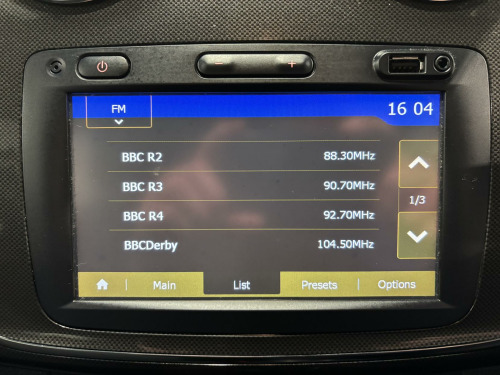 FM
16 04
BBC R2 88.30MHz
BBC R3 90.70MHz
BBC R4 92.70MHz
1/3
BBCDerby 104.50MHz
Main List Presets Options